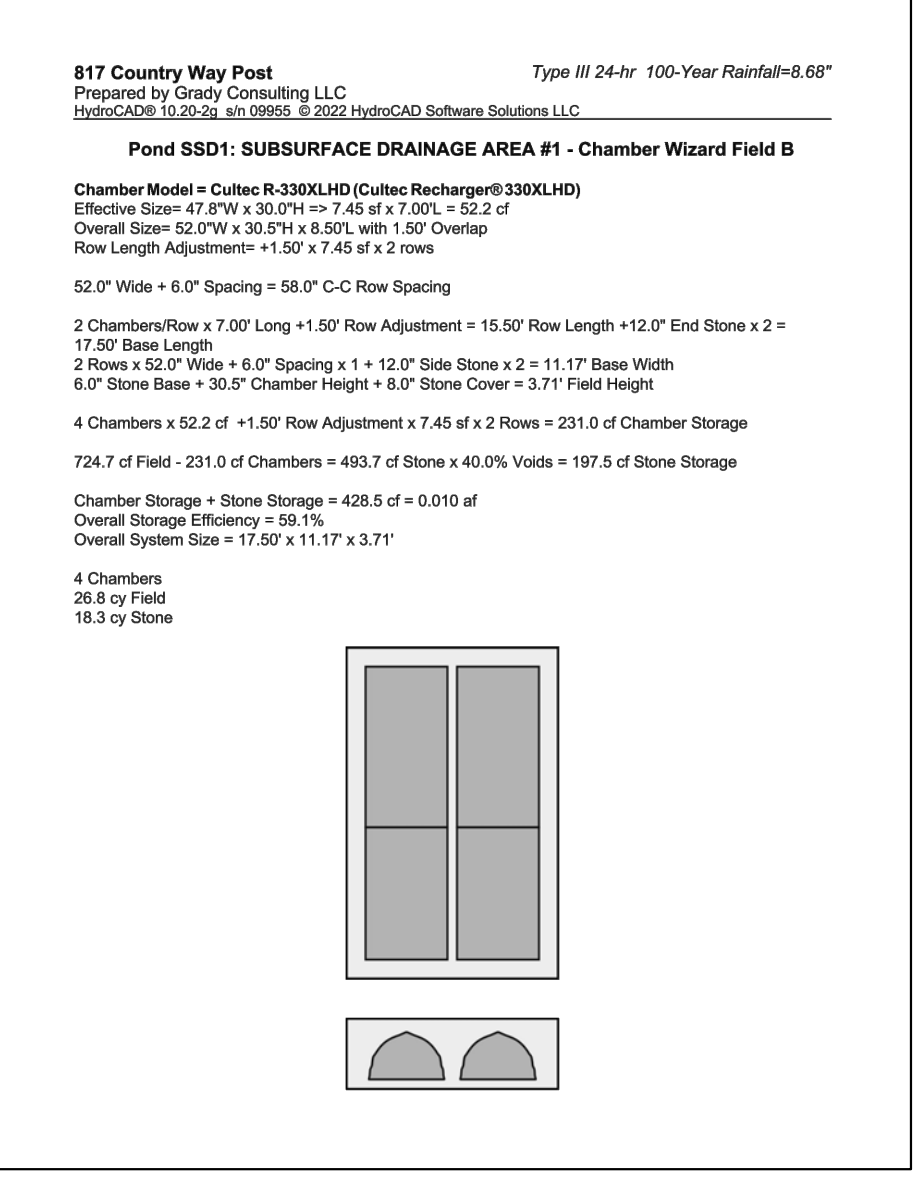 817 Country Way Post
Type III 24-hr 100-Year Rainfall=8.68"
Prepared by Grady Consulting LLC
HydroCAD® 10.20-2g s/n 09955 © 2022 HydroCAD Software Solutions LLC
Pond SSD1: SUBSURFACE DRAINAGE AREA #1 - Chamber Wizard Field B
Chamber Model = Cultec R-330XLHD (Cultec Recharger® 330XLHD)
Effective Size= 47.8"W x 30.0"H => 7.45 sf x 7.00'L = 52.2 cf
Overall Size= 52.0"W x 30.5"H x 8.50'L with 1.50' Overlap
Row Length Adjustment= +1.50' x 7.45 sf x 2 rows
52.0" Wide + 6.0" Spacing = 58.0" C-C Row Spacing
2 Chambers/Row x 7.00' Long +1.50' Row Adjustment = 15.50' Row Length +12.0" End Stone x 2 =
17.50' Base Length
2 Rows x 52.0" Wide + 6.0" Spacing x 1 + 12.0" Side Stone x 2 = 11.17' Base Width
6.0" Stone Base + 30.5" Chamber Height + 8.0" Stone Cover = 3.71' Field Height
4 Chambers x 52.2 cf +1.50' Row Adjustment x 7.45 sf x 2 Rows = 231.0 cf Chamber Storage
724.7 cf Field - 231.0 cf Chambers = 493.7 cf Stone x 40.0% Voids = 197.5 cf Stone Storage
Chamber Storage + Stone Storage = 428.5 cf = 0.010 af
Overall Storage Efficiency = 59.1%
Overall System Size = 17.50' x 11.17' x 3.71'
4 Chambers
26.8 cy Field
18.3 cy Stone